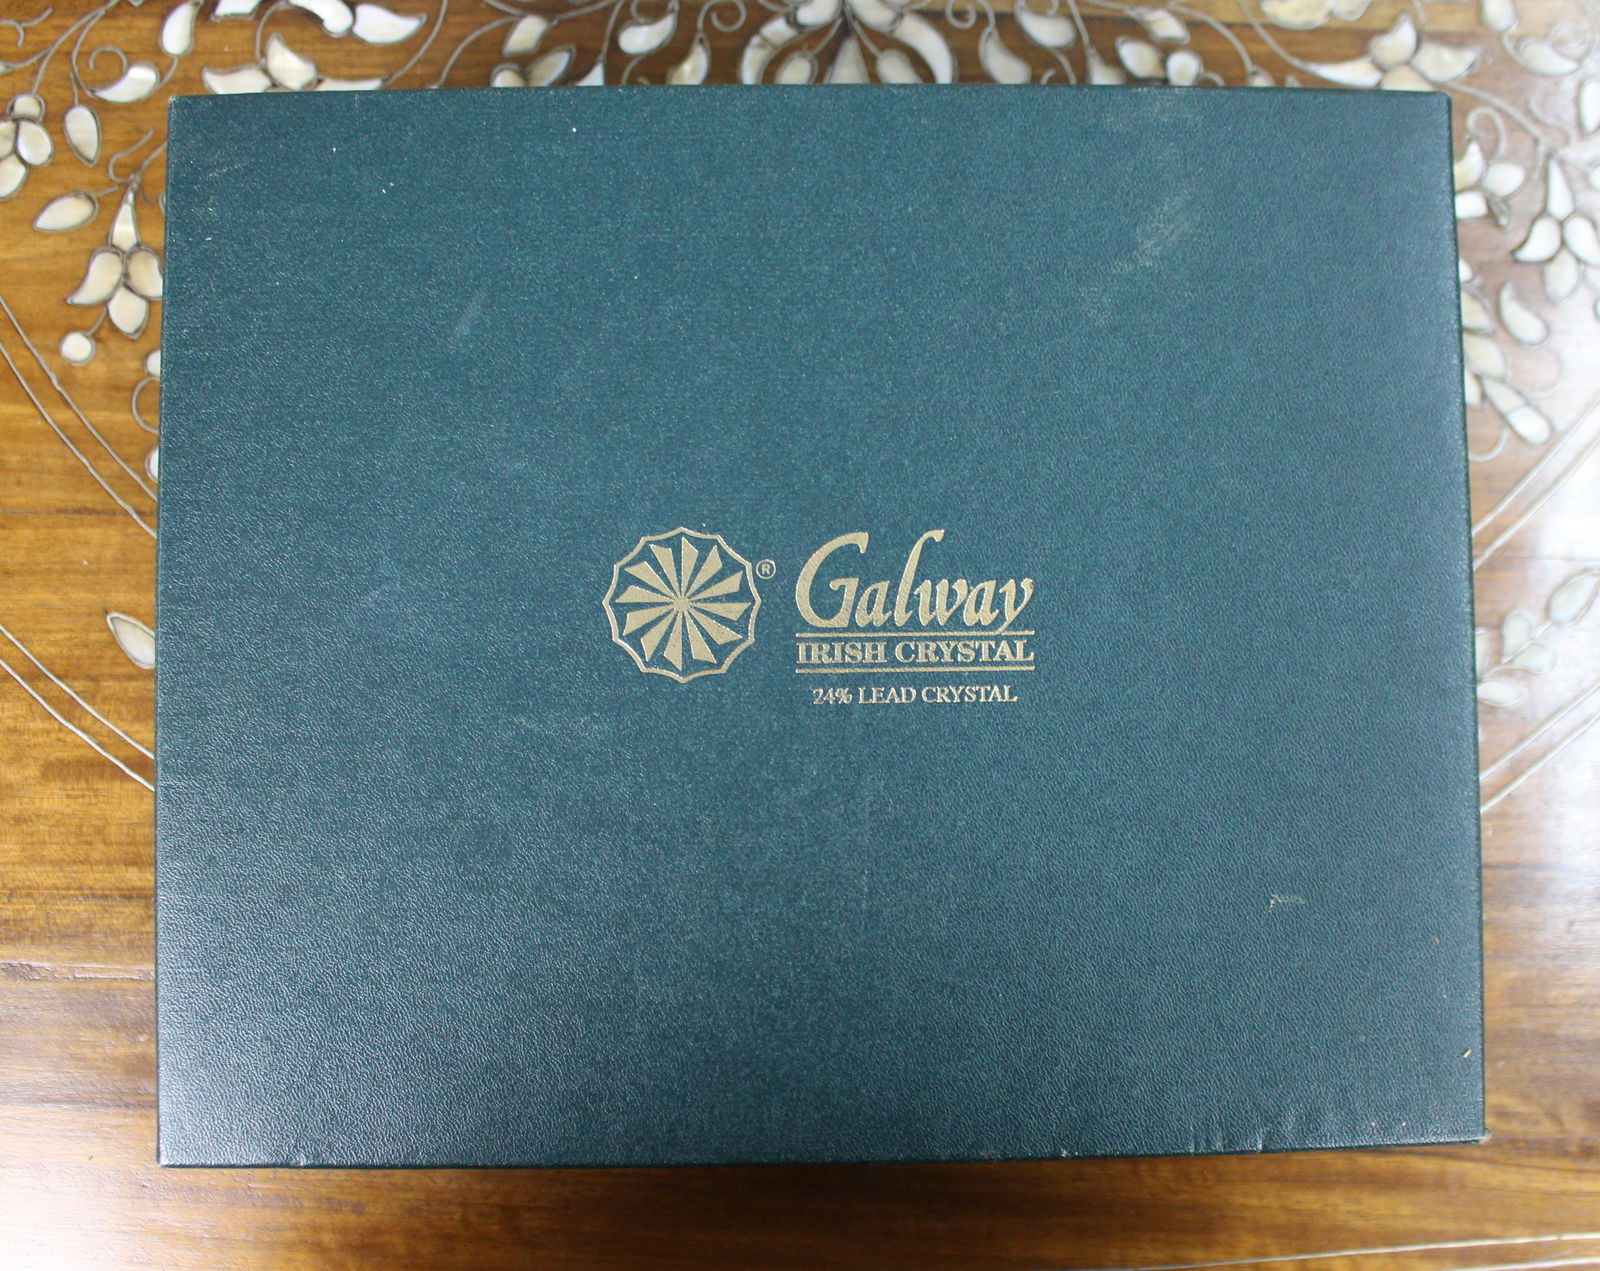 ®
Galway
IRISH CRYSTAL
24% LEAD CRYSTAL